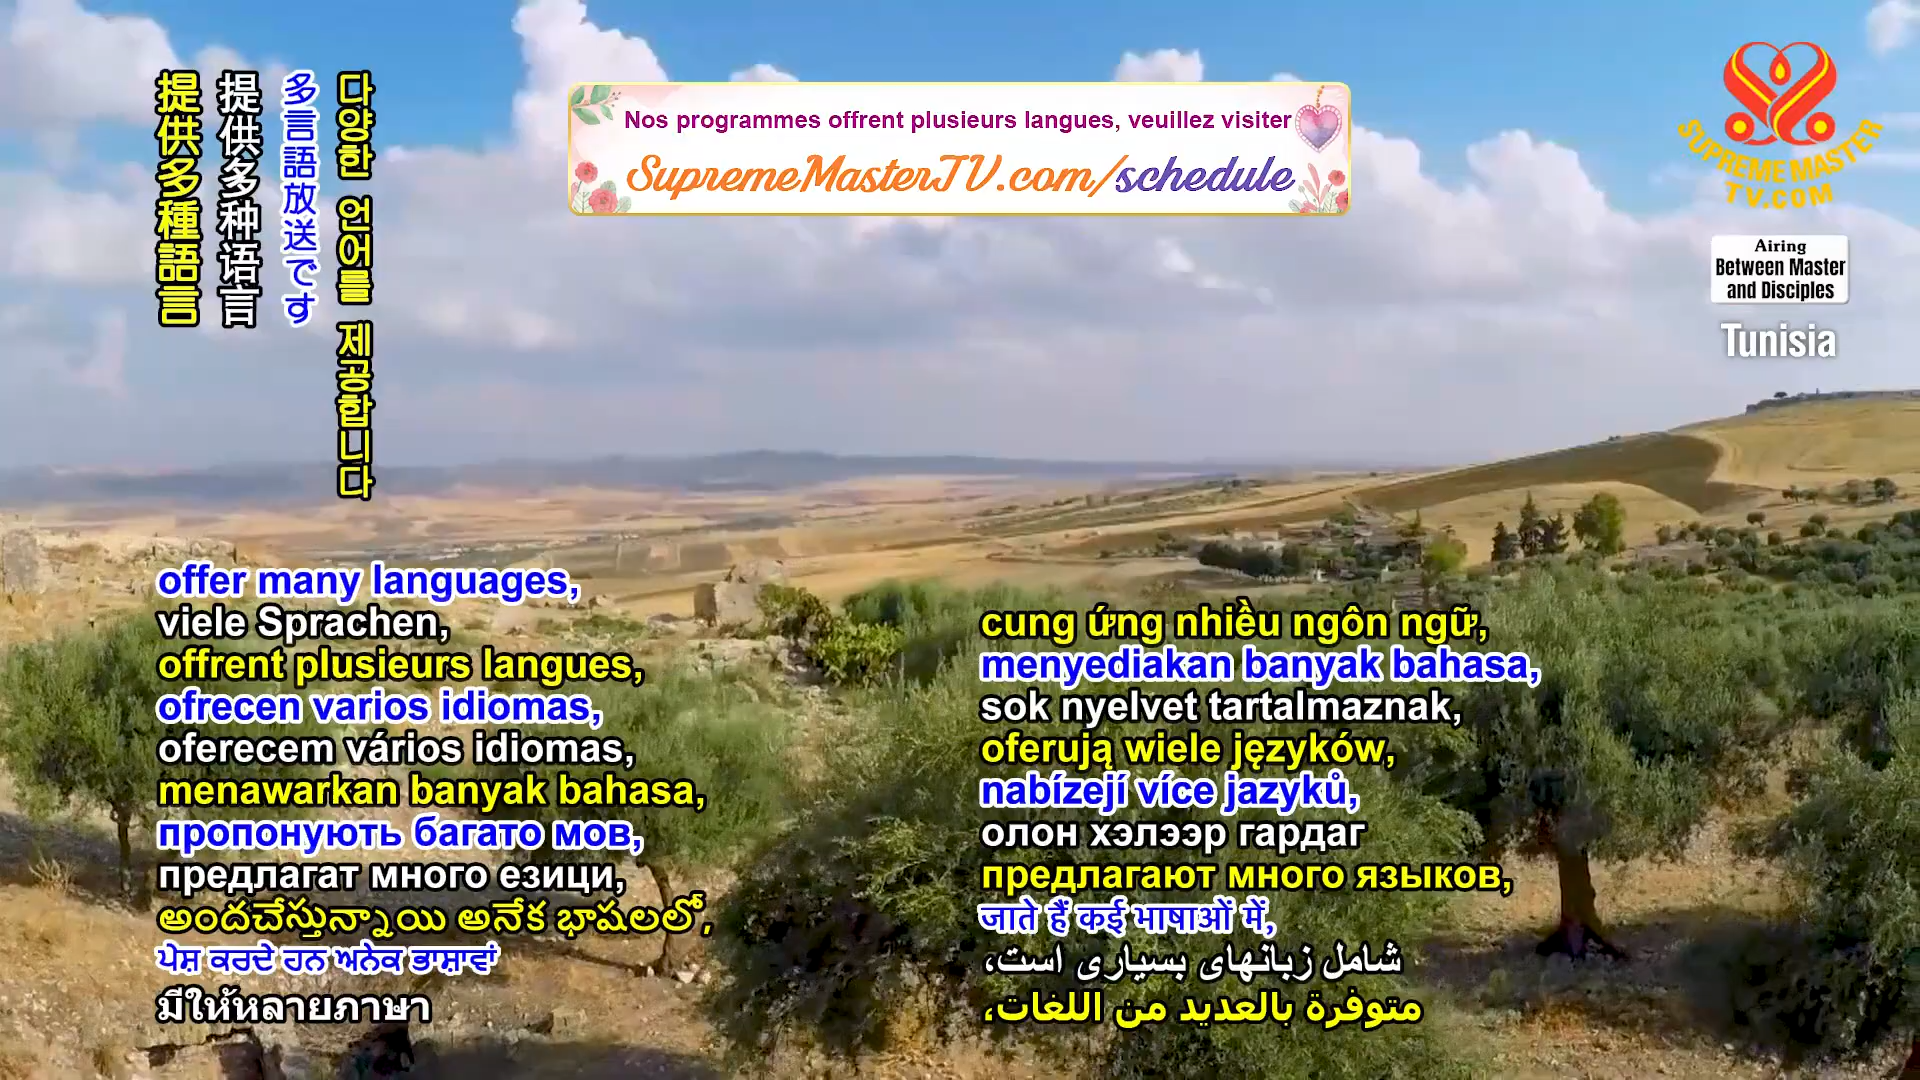 提供多種語言
提供多种语言
多言語放送です
다양한 언어를 제공합니다
Nos programmes offrent plusieurs langues, veuillez visiter
SupremeMasterTV.com/schedule
SUPREME MASTER
TV.COM
Airing
Between Master
and Disciples
Tunisia
offer many languages,
viele Sprachen,
offrent plusieurs langues,
ofrecen varios idiomas,
oferecem vários idiomas,
menawarkan banyak bahasa,
пропонують багато мов,
предлагат много езици,
అందచేస్తున్నాయి అనేక భాషలలో,
ਪੇਸ਼ ਕਰਦੇ ਹਨ ਅਨੇਕ ਭਾਸ਼ਾਵਾਂ
มีให้หลายภาษา
cung ứng nhiều ngôn ngữ,
menyediakan banyak bahasa,
sok nyelvet tartalmaznak,
oferują wiele języków,
nabízejí více jazyků,
олон хэлээр гардаг
предлагают много языков,
जाते हैं कई भाषाओं में,
شامل زبانهای بسیاری است،
متوفرة بالعديد من اللغات،